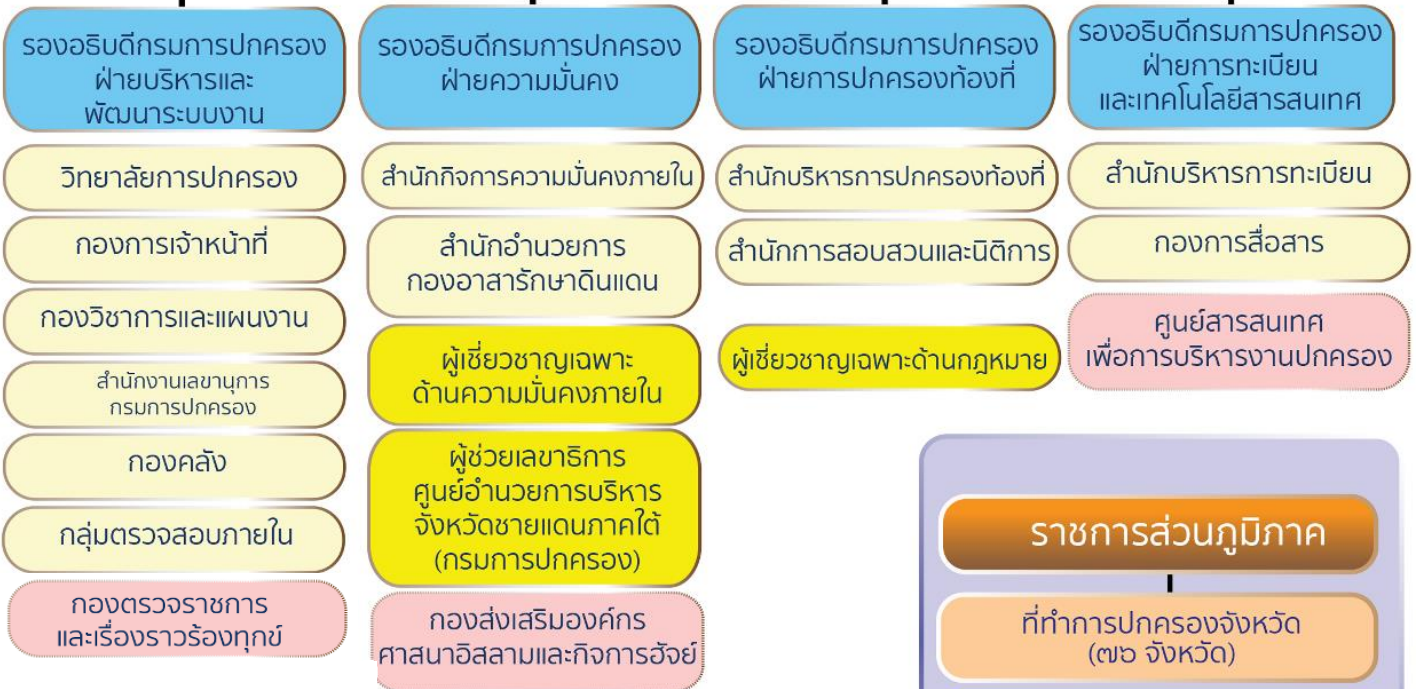 รองอธิบดีกรมการปกครอง
ฝ่ายบริหารและ
พัฒนาระบบงาน
วิทยาลัยการปกครอง
กองการเจ้าหน้าที่
กองวิชาการและแผนงาน
สำนักงานเลขานุการ
กรมการปกครอง
กองคลัง
กลุ่มตรวจสอบภายใน
กองตรวจราชการ
และเรื่องราวร้องทุกข์
รองอธิบดีกรมการปกครอง
ฝ่ายความมั่นคง
สำนักกิจการความมั่นคงภายใน
สำนักอำนวยการ
กองอาสารักษาดินแดน
ผู้เชี่ยวชาญเฉพาะ
ด้านความมั่นคงภายใน
ผู้ช่วยเลขาธิการ
ศูนย์อำนวยการบริหาร
จังหวัดชายแดนภาคใต้
(กรมการปกครอง)
กองส่งเสริมองค์กร
ศาสนาอิสลามและกิจการฮัจย์
รองอธิบดีกรมการปกครอง
ฝ่ายการปกครองท้องที่
สำนักบริหารการปกครองท้องที่
สำนักการสอบสวนและนิติการ
ผู้เชี่ยวชาญเฉพาะด้านกฎหมาย
รองอธิบดีกรมการปกครอง
ฝ่ายการทะเบียน
และเทคโนโลยีสารสนเทศ
สำนักบริหารการทะเบียน
กองการสื่อสาร
ศูนย์สารสนเทศ
เพื่อการบริหารงานปกครอง
ราชการส่วนภูมิภาค
ที่ทำการปกครองจังหวัด
(๗๖ จังหวัด)